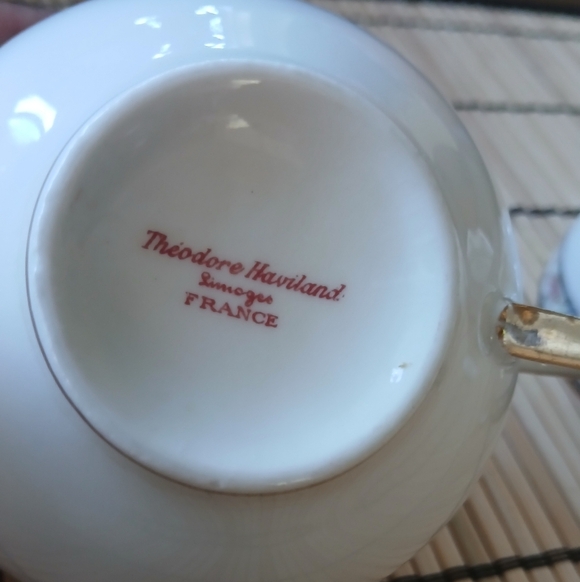 Théodore Haviland
Limoges
FRANCE